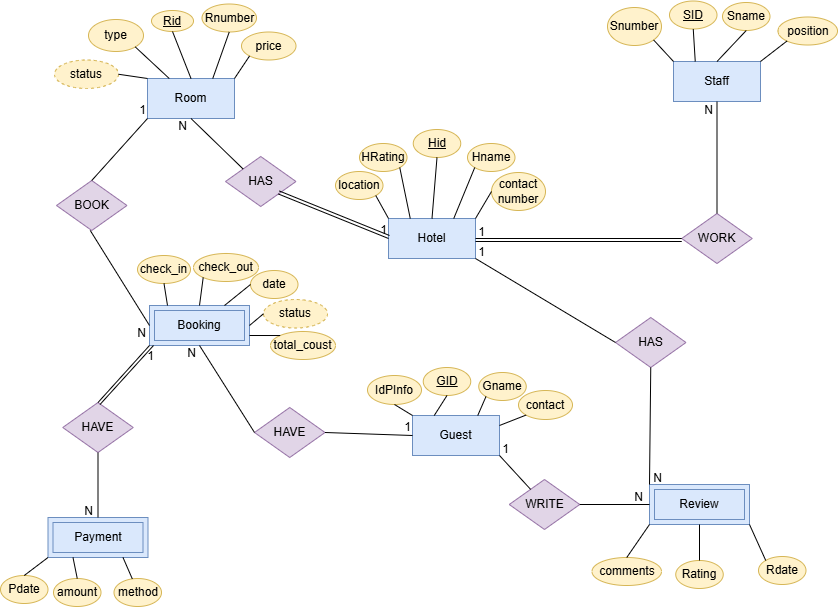 Rid
Rnumber
type
price
status
Room
1
N
Snumber
SID
Sname
position
Staff
N
HAS
HRating
Hid
Hname
location
contact
number
1
Hotel
1
1
WORK
BOOK
check_in
check_out
date
status
total_coust
N
Booking
1
N
HAS
IdPInfo
GID
Gname
contact
HAVE
HAVE
1
Guest
1
N
N
WRITE
Review
N
Payment
comments
Rating
Rdate
Pdate
amount
method